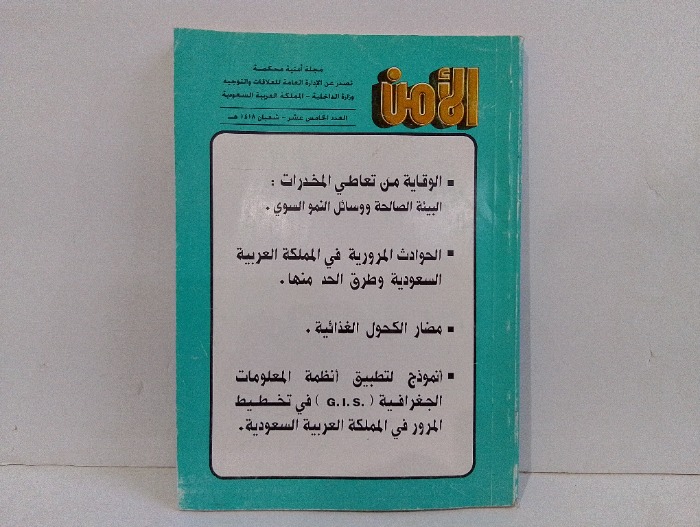 الأمن
مجلة أمنية محكمة
تصدر عن الإدارة العامة للعلاقات والتوجيه
وزارة الداخلية - المملكة العربية السعودية
العدد الخامس عشر - شعبان ١٤١٨ هـ
▪ الوقاية من تعاطي المخدرات :
البيئة الصالحة ووسائل النمو السوي .
▪ الحوادث المرورية في المملكة العربية
السعودية وطرق الحد منها .
▪ مضار الكحول الغذائية .
▪ أنموذج لتطبيق أنظمة المعلومات
الجغرافية ( G.I.S. ) في تخطيط
المرور في المملكة العربية السعودية .